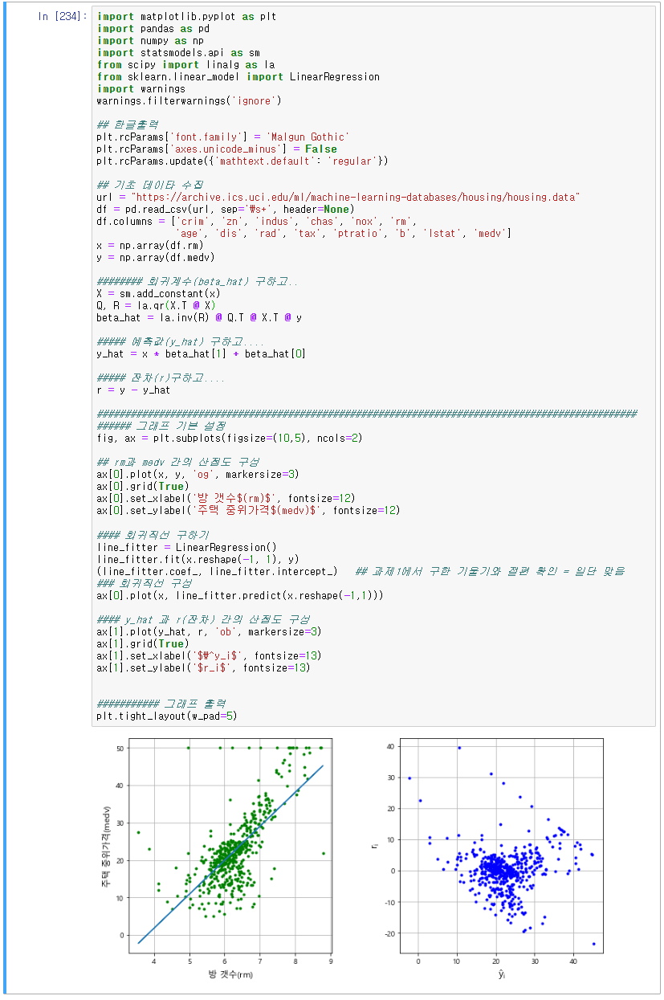 In [234]:
import matplotlib.pyplot as plt
import pandas as pd
import numpy as np
import statsmodels.api as sm
from scipy import linalg as la
from sklearn.linear_model import LinearRegression
import warnings
warnings.filterwarnings('ignore')
## 한글출력
plt.rcParams['font.family'] = 'Malgun Gothic'
plt.rcParams['axes.unicode_minus'] = False
plt.rcParams.update({'mathtext.default': 'regular'})
## 기초 데이타 수집
url = "https://archive.ics.uci.edu/ml/machine-learning-databases/housing/housing.data"
df = pd.read_csv(url, sep='₩s+', header=None)
df.columns = ['crim', 'zn', 'indus', 'chas', 'nox', 'rm',
'age', 'dis', 'rad', 'tax', 'ptratio', 'b', 'lstat', 'medv']
x = np.array(df.rm)
y = np.array(df.medv)
######## 회귀계수(beta_hat) 구하고..
X = sm.add_constant(x)
Q, R = la.qr(X.T @ X)
beta_hat = la.inv(R) @ Q.T @ X.T @ y
##### 예측값(y_hat) 구하고....
y_hat = x * beta_hat[1] + beta_hat[0]
##### 잔차(r)구하고....
r = y - y_hat
################################################################################################
###### 그래프 기본 설정
fig, ax = plt.subplots(figsize=(10,5), ncols=2)
## rm과 medv 간의 산점도 구성
ax[0].plot(x, y, 'og', markersize=3)
ax[0].grid(True)
ax[0].set_xlabel('방 갯수$(rm)$', fontsize=12)
ax[0].set_ylabel('주택 중위가격$(medv)$', fontsize=12)
#### 회귀직선 구하기
line_fitter = LinearRegression()
line_fitter.fit(x.reshape(-1, 1), y)
(line_fitter.coef_, line_fitter.intercept_) ## 과제1에서 구한 기울기와 절편 확인 = 일단 맞음
### 회귀직선 구성
ax[0].plot(x, line_fitter.predict(x.reshape(-1,1)))
#### y_hat 과 r(잔차) 간의 산점도 구성
ax[1].plot(y_hat, r, 'ob', markersize=3)
ax[1].grid(True)
ax[1].set_xlabel('$₩^y_i$', fontsize=13)
ax[1].set_ylabel('$r_i$', fontsize=13)
########### 그래프 출력
plt.tight_layout(w_pad=5)
주택 중위가격(medv)
50
40
30
20
10
0
4 5 6 7 8 9
방 갯수(rm)
rᵢ
40
30
20
10
0
-10
-20
0 10 20 30 40
ŷᵢ